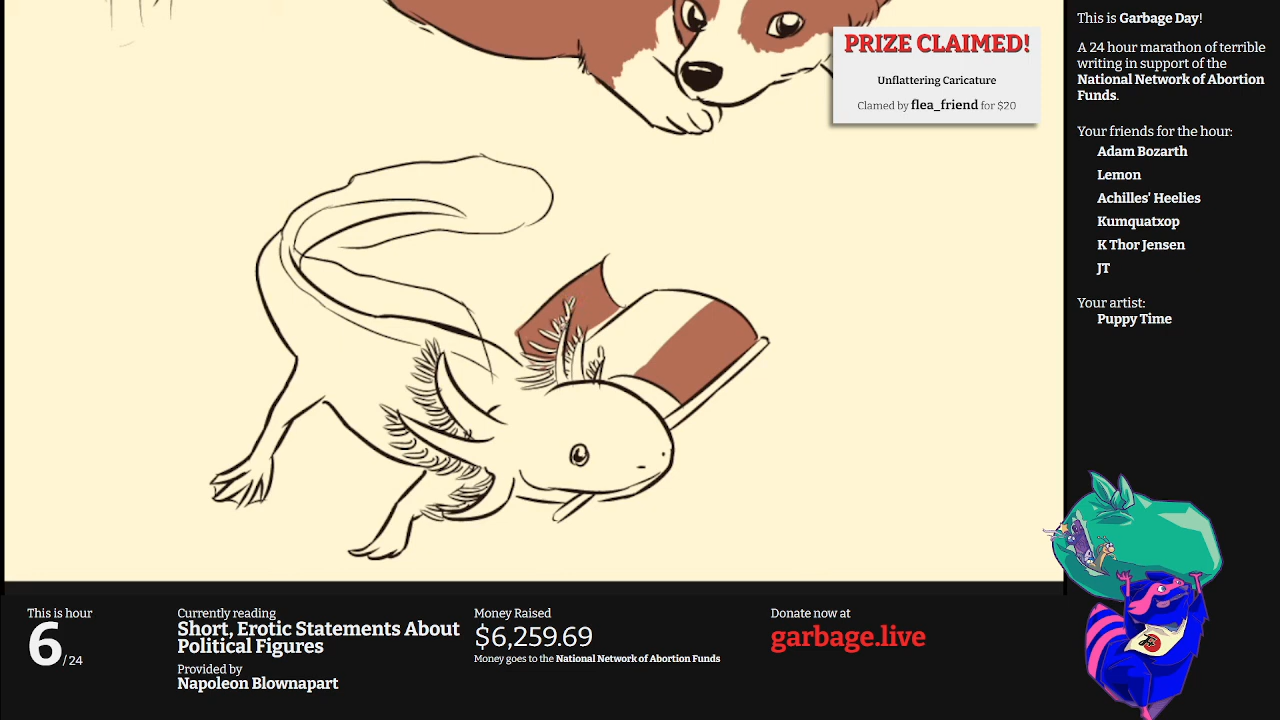 This is Garbage Day!
A 24 hour marathon of terrible
writing in support of the
National Network of Abortion
Funds.
Your friends for the hour:
Adam Bozarth
Lemon
Achilles' Heelies
Kumquatxop
K Thor Jensen
JT
Your artist:
Puppy Time
PRIZE CLAIMED!
Unflattering Caricature
Clamed by flea_friend for $20
This is hour
6/24
Currently reading
Short, Erotic Statements About
Political Figures
Provided by
Napoleon Blownapart
Money Raised
$6,259.69
Money goes to the National Network of Abortion Funds
Donate now at
garbage.live